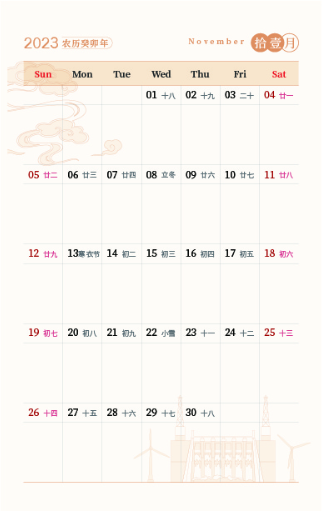 2023 农历癸卯年
November 拾壹月
Sun Mon Tue Wed Thu Fri Sat
01 十八 02 十九 03 二十 04 廿一
05 廿二 06 廿三 07 廿四 08 立冬 09 廿六 10 廿七 11 廿八
12 廿九 13寒衣节 14 初二 15 初三 16 初四 17 初五 18 初六
19 初七 20 初八 21 初九 22 小雪 23 十一 24 十二 25 十三
26 十四 27 十五 28 十六 29 十七 30 十八